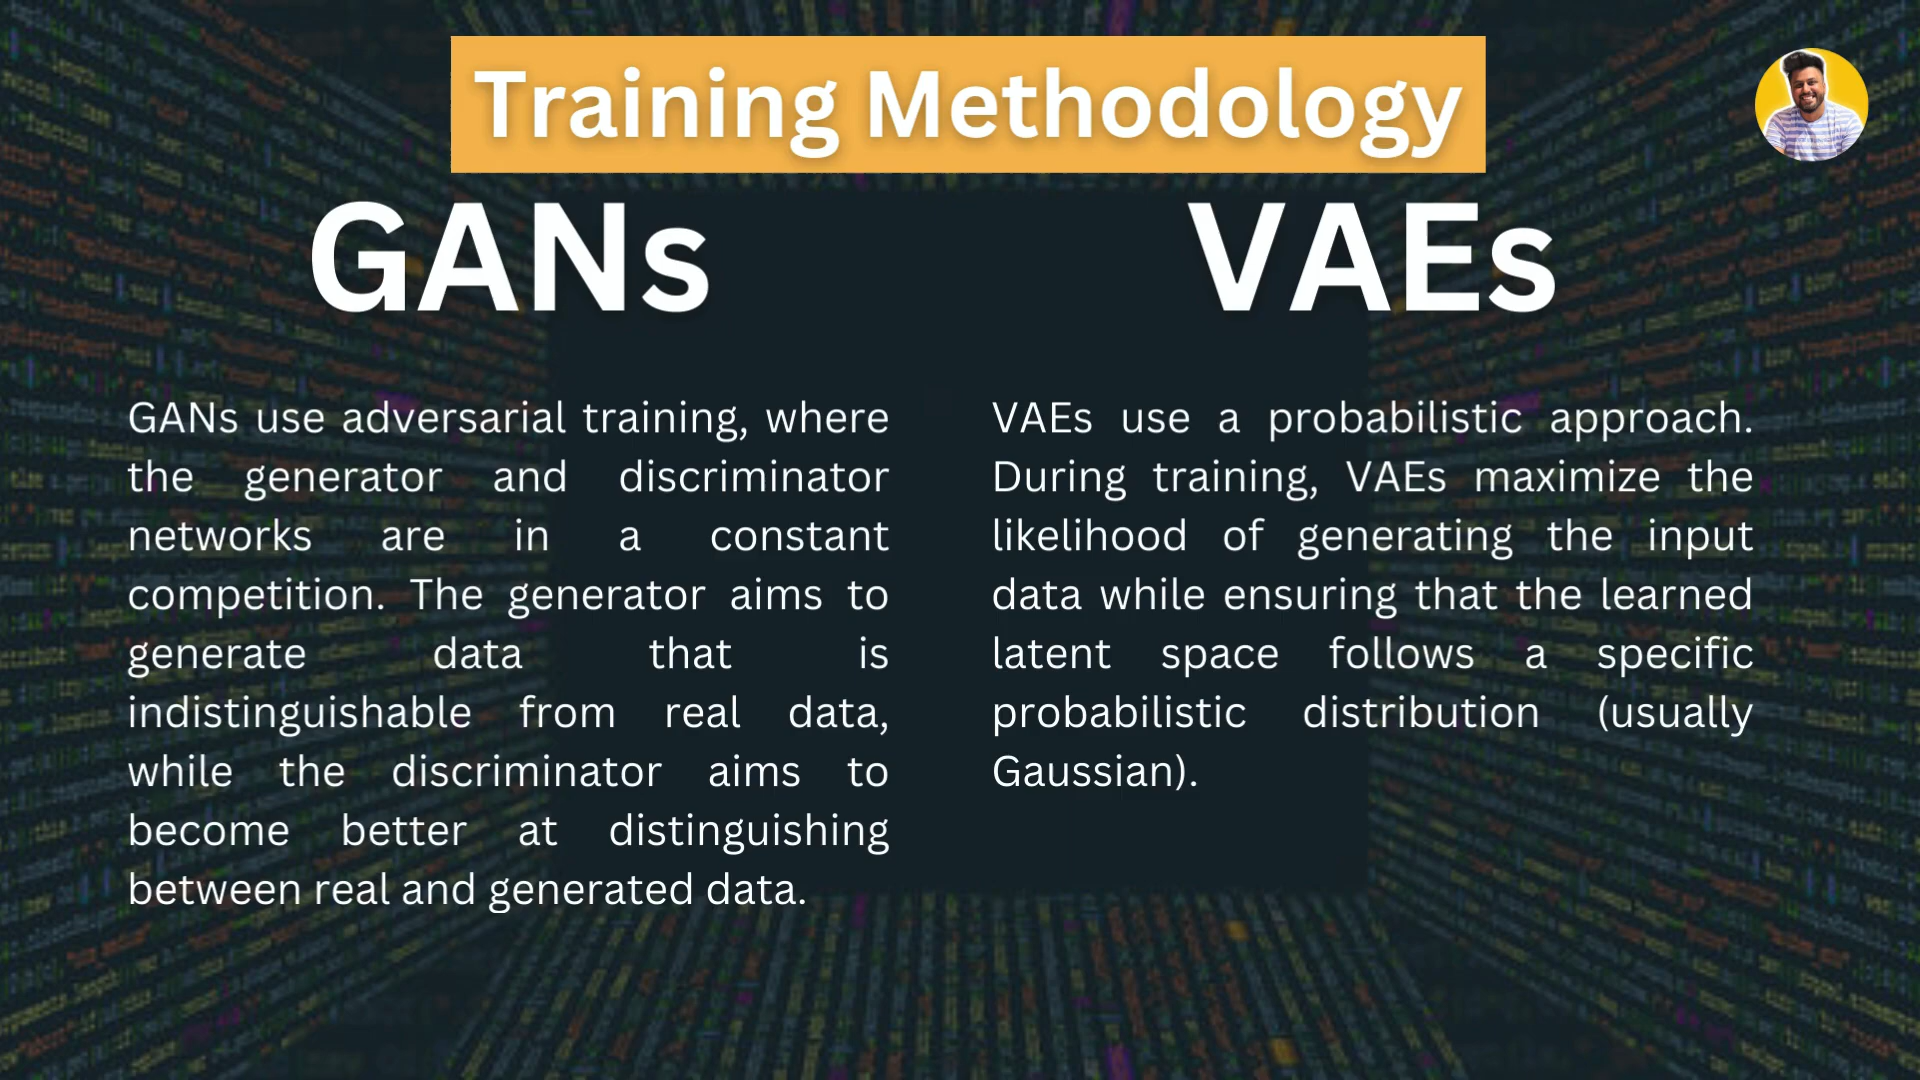 Training Methodology
GANs
GANs use adversarial training, where
the generator and discriminator
networks are in a constant
competition. The generator aims to
generate data that is
indistinguishable from real data,
while the discriminator aims to
become better at distinguishing
between real and generated data.
VAEs
VAEs use a probabilistic approach.
During training, VAEs maximize the
likelihood of generating the input
data while ensuring that the learned
latent space follows a specific
probabilistic distribution (usually
Gaussian).